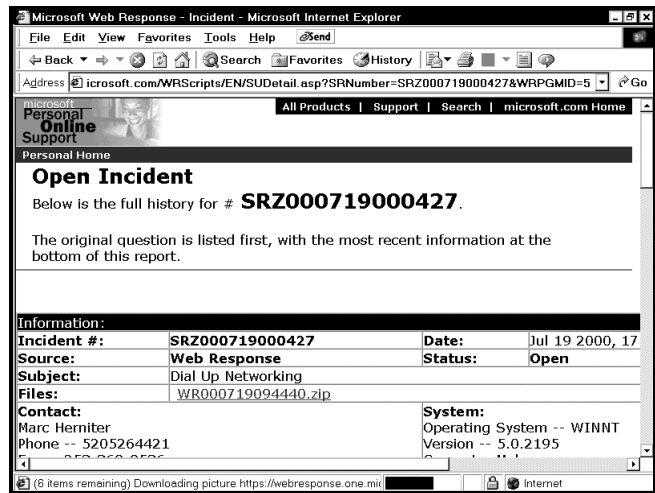 Microsoft Web Response - Incident - Microsoft Internet Explorer
File Edit View Favorites Tools Help Send
Back Search Favorites History
Address icrosoft.com/WRScripts/EN/SUDetail.asp?SRNumber=SRZ000719000427&WRPGMID=5 Go
All Products | Support | Search | microsoft.com Home
microsoft
Personal
Online
Support
Personal Home
Open Incident
Below is the full history for # SRZ000719000427.
The original question is listed first, with the most recent information at the
bottom of this report.
Information:
Incident #: SRZ000719000427 Date: Jul 19 2000, 17
Source: Web Response Status: Open
Subject: Dial Up Networking
Files: WR000719094440.zip
Contact: System:
Marc Herniter Operating System -- WINNT
Phone -- 5205264421 Version -- 5.0.2195
(6 items remaining) Downloading picture https://webresponse.one.mi Internet